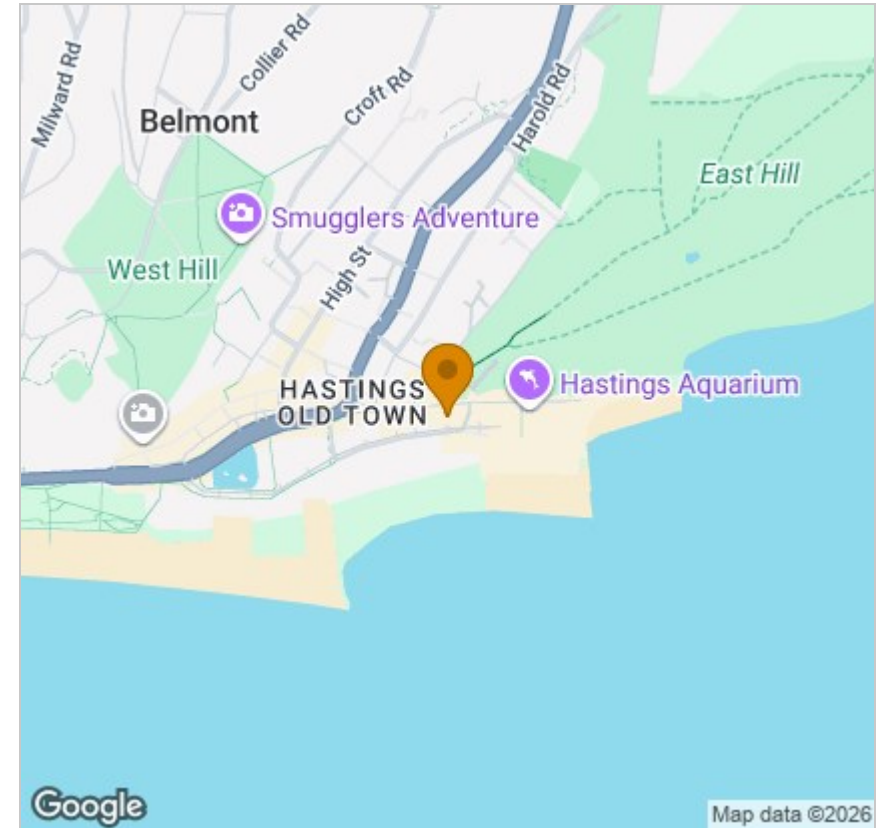 Milward Rd
Collier Rd
Croft Rd
Harold Rd
Belmont
East Hill
Smugglers Adventure
West Hill
High St
HASTINGS
OLD TOWN
Hastings Aquarium
Google
Map data ©2026